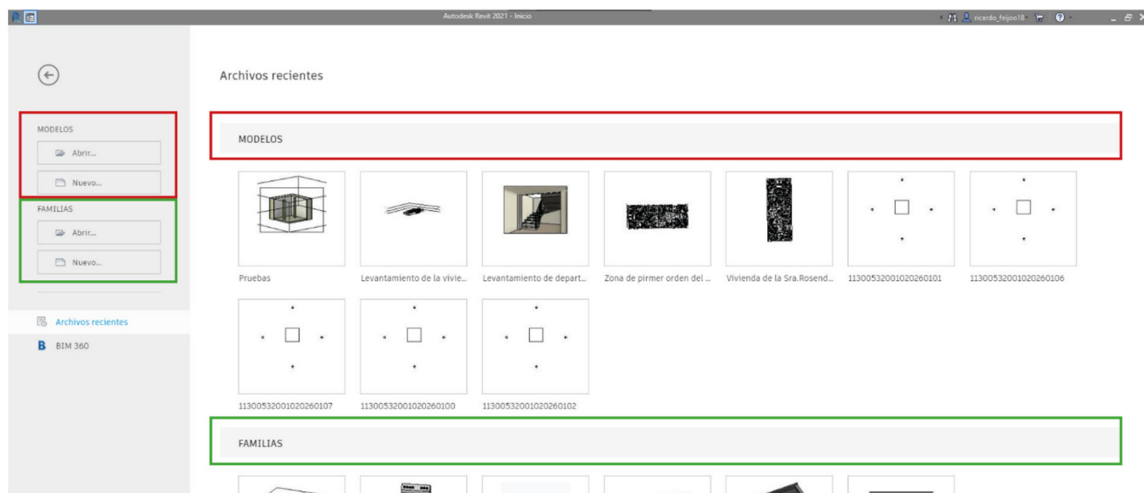 Autodesk Revit 2021 - Inicio
ricardo_feijoo18
Archivos recientes
MODELOS
Abrir...
Nuevo...
FAMILIAS
Abrir...
Nuevo...
Archivos recientes
B BIM 360
MODELOS
Pruebas
Levantamiento de la vivie...
Levantamiento de depart...
Zona de pirmer orden del ...
Vivienda de la Sra.Rosend...
11300532001020260101
11300532001020260106
11300532001020260107
11300532001020260100
11300532001020260102
FAMILIAS